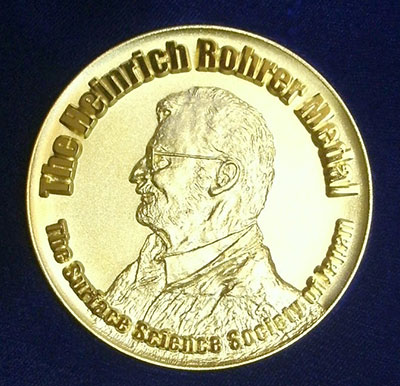 The Heinrich Rohrer Medal
The Surface Science Society of Japan